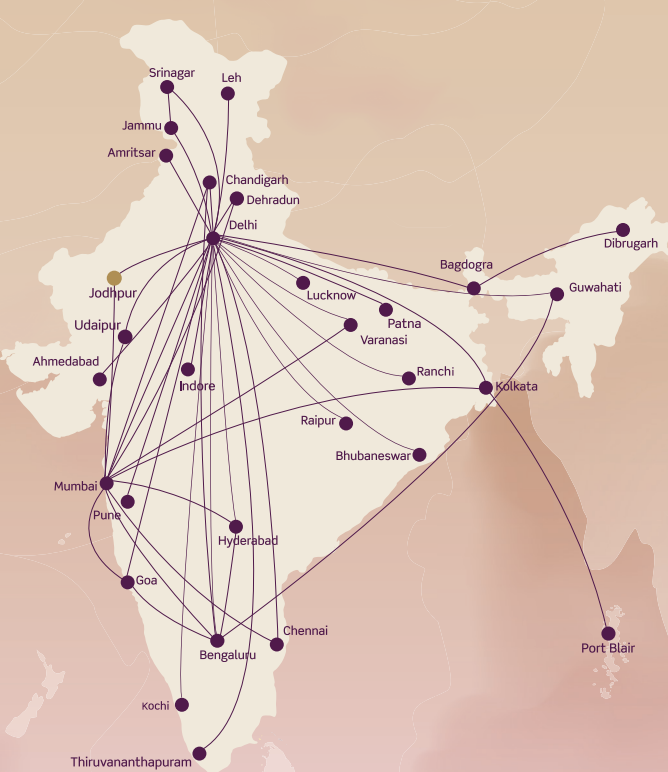 Srinagar
Leh
Jammu
Amritsar
Chandigarh
Dehradun
Delhi
Dibrugarh
Bagdogra
Jodhpur
Lucknow
Guwahati
Udaipur
Patna
Varanasi
Ahmedabad
Ranchi
Indore
Kolkata
Raipur
Bhubaneswar
Mumbai
Pune
Hyderabad
Goa
Chennai
Bengaluru
Port Blair
Kochi
Thiruvananthapuram